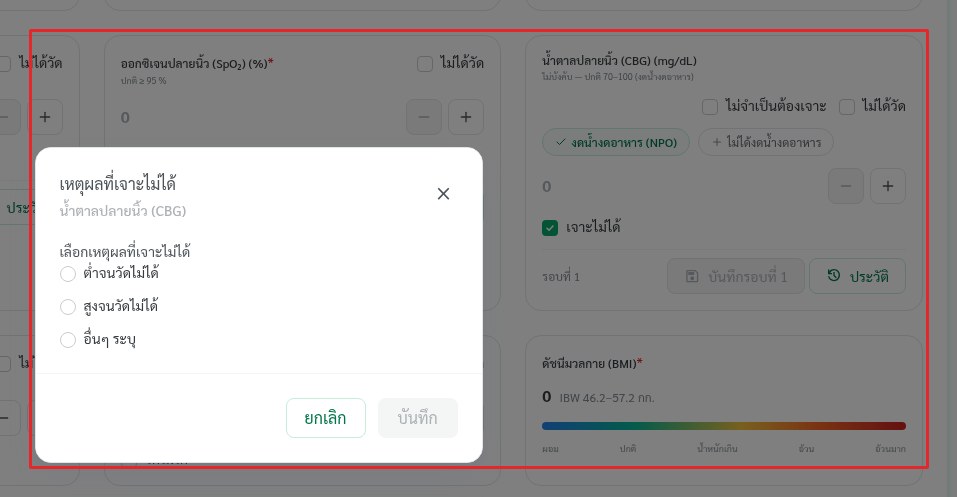 ไม่ได้วัด
ออกซิเจนปลายนิ้ว (SpO₂) (%)*
ไม่ได้วัด
ปกติ ≥ 95 %
0
น้ำตาลปลายนิ้ว (CBG) (mg/dL)
ไม่บังคับ — ปกติ 70–100 (งดน้ำงดอาหาร)
ไม่จำเป็นต้องเจาะ
ไม่ได้วัด
งดน้ำงดอาหาร (NPO)
ไม่ได้งดน้ำงดอาหาร
0
เจาะไม่ได้
รอบที่ 1
บันทึกรอบที่ 1
ประวัติ
เหตุผลที่เจาะไม่ได้
น้ำตาลปลายนิ้ว (CBG)
เลือกเหตุผลที่เจาะไม่ได้
ต่ำจนวัดไม่ได้
สูงจนวัดไม่ได้
อื่นๆ ระบุ
ยกเลิก
บันทึก
ดัชนีมวลกาย (BMI)*
0 IBW 46.2–57.2 กก.
ผอม ปกติ น้ำหนักเกิน อ้วน อ้วนมาก